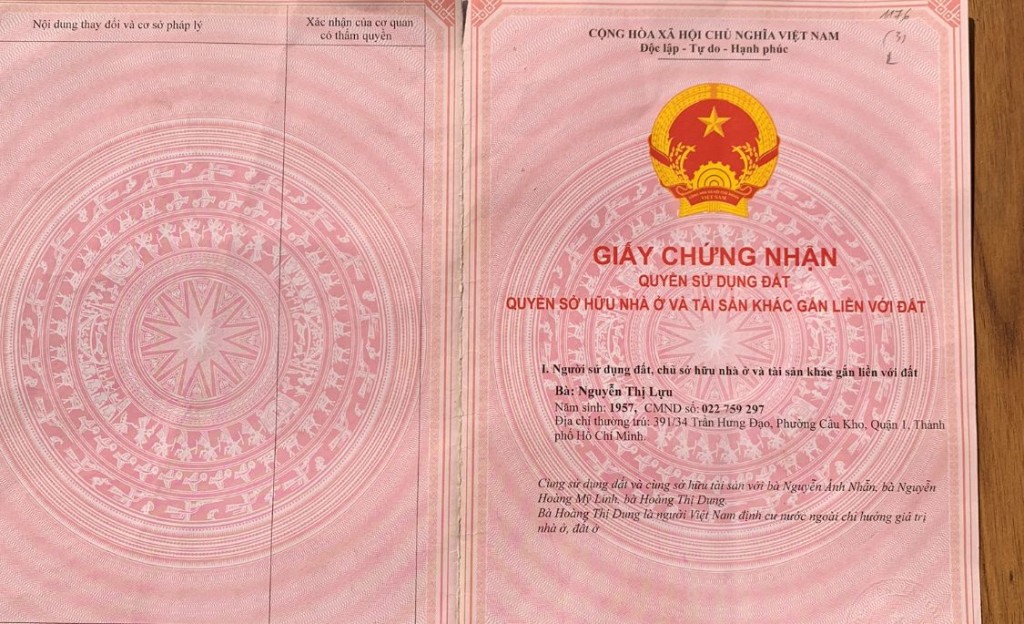 Nội dung thay đổi và cơ sở pháp lý
Xác nhận của cơ quan
có thẩm quyền
1176
(3)
CỘNG HÒA XÃ HỘI CHỦ NGHĨA VIỆT NAM
Độc lập - Tự do - Hạnh phúc
VIỆT NAM
GIẤY CHỨNG NHẬN
QUYỀN SỬ DỤNG ĐẤT
QUYỀN SỞ HỮU NHÀ Ở VÀ TÀI SẢN KHÁC GẮN LIỀN VỚI ĐẤT
I. Người sử dụng đất, chủ sở hữu nhà ở và tài sản khác gắn liền với đất
Bà: Nguyễn Thị Lựu
Năm sinh: 1957, CMND số: 022 759 297
Địa chỉ thường trú: 391/34 Trần Hưng Đạo, Phường Cầu Kho, Quận 1, Thành
phố Hồ Chí Minh.
Cùng sử dụng đất và cùng sở hữu tài sản với bà Nguyễn Ánh Nhẫn, bà Nguyễn
Hoàng Mỹ Linh, bà Hoàng Thị Dung
Bà Hoàng Thị Dung là người Việt Nam định cư nước ngoài chỉ hưởng giá trị
nhà ở, đất ở